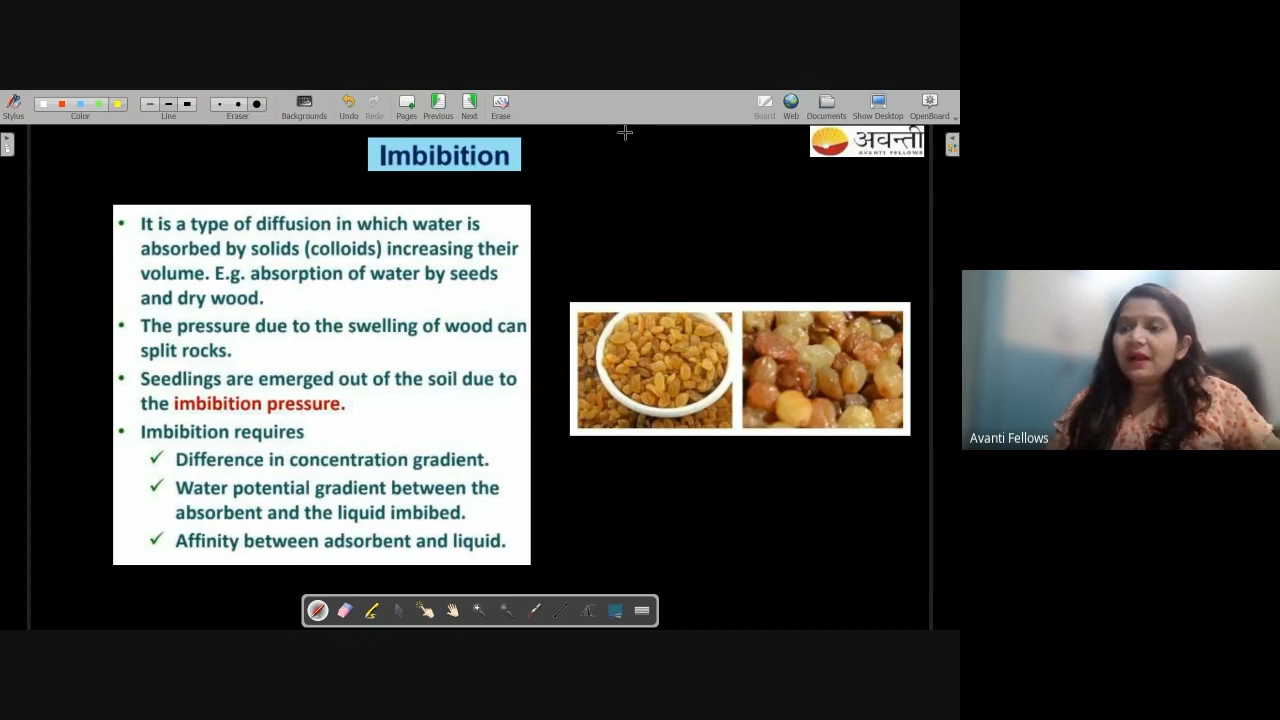 Stylus
Color
Line
Eraser
Backgrounds
Undo
Redo
Pages
Previous
Next
Erase
Board
Web
Documents
Show Desktop
OpenBoard
Imbibition
अवन्ती
AVANTI FELLOWS
• It is a type of diffusion in which water is
absorbed by solids (colloids) increasing their
volume. E.g. absorption of water by seeds
and dry wood.
• The pressure due to the swelling of wood can
split rocks.
• Seedlings are emerged out of the soil due to
the imbibition pressure.
• Imbibition requires
✓ Difference in concentration gradient.
✓ Water potential gradient between the
absorbent and the liquid imbibed.
✓ Affinity between adsorbent and liquid.
Avanti Fellows